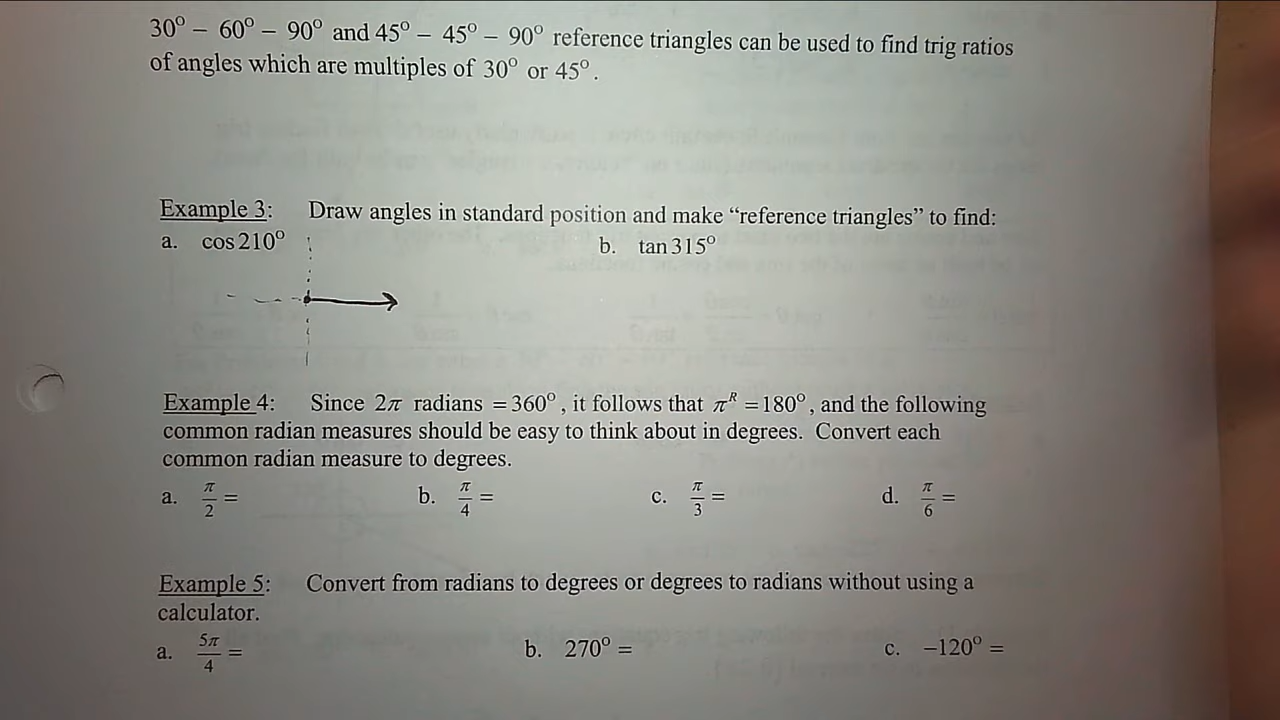 30° – 60° – 90° and 45° – 45° – 90° reference triangles can be used to find trig ratios
of angles which are multiples of 30° or 45°.
Example 3: Draw angles in standard position and make “reference triangles” to find:
a. cos 210° b. tan 315°
Example 4: Since 2π radians = 360°, it follows that π^R = 180°, and the following
common radian measures should be easy to think about in degrees. Convert each
common radian measure to degrees.
a. π/2 = b. π/4 = c. π/3 = d. π/6 =
Example 5: Convert from radians to degrees or degrees to radians without using a
calculator.
a. 5π/4 = b. 270° = c. –120° =